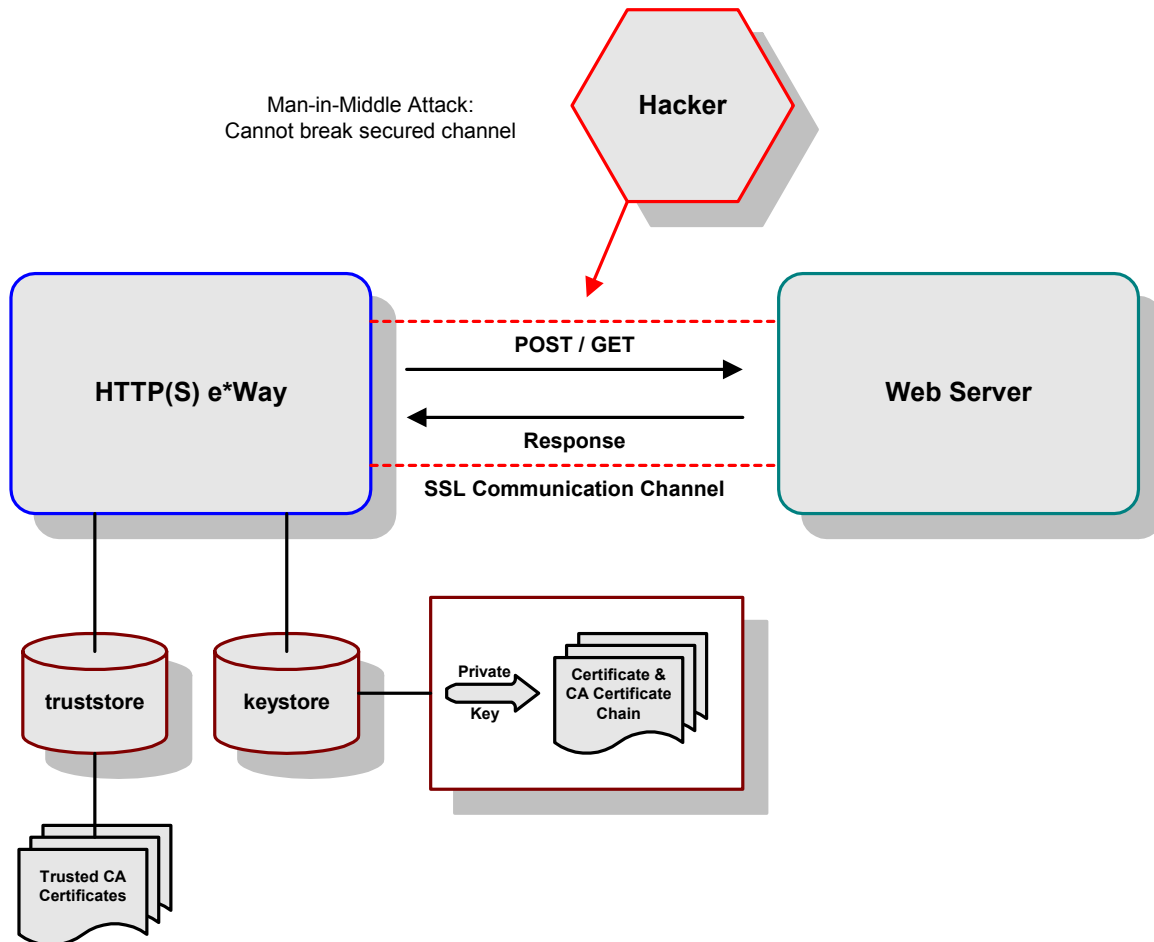 Man-in-Middle Attack:
Cannot break secured channel
Hacker
HTTP(S) e*Way
POST / GET
Response
SSL Communication Channel
Web Server
truststore
keystore
Private
Key
Certificate &
CA Certificate
Chain
Trusted CA
Certificates